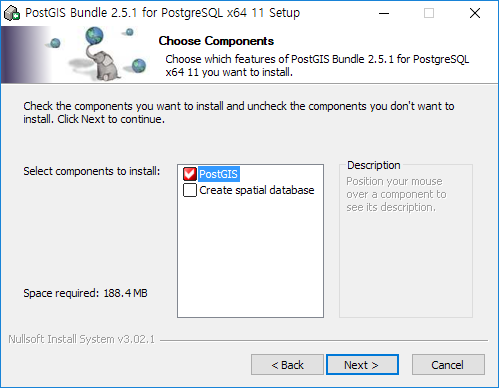 PostGIS Bundle 2.5.1 for PostgreSQL x64 11 Setup
Choose Components
Choose which features of PostGIS Bundle 2.5.1 for PostgreSQL
x64 11 you want to install.
Check the components you want to install and uncheck the components you don't want to
install. Click Next to continue.
Select components to install:
PostGIS
Create spatial database
Description
Position your mouse
over a component to
see its description.
Space required: 188.4 MB
Nullsoft Install System v3.02.1
< Back
Next >
Cancel